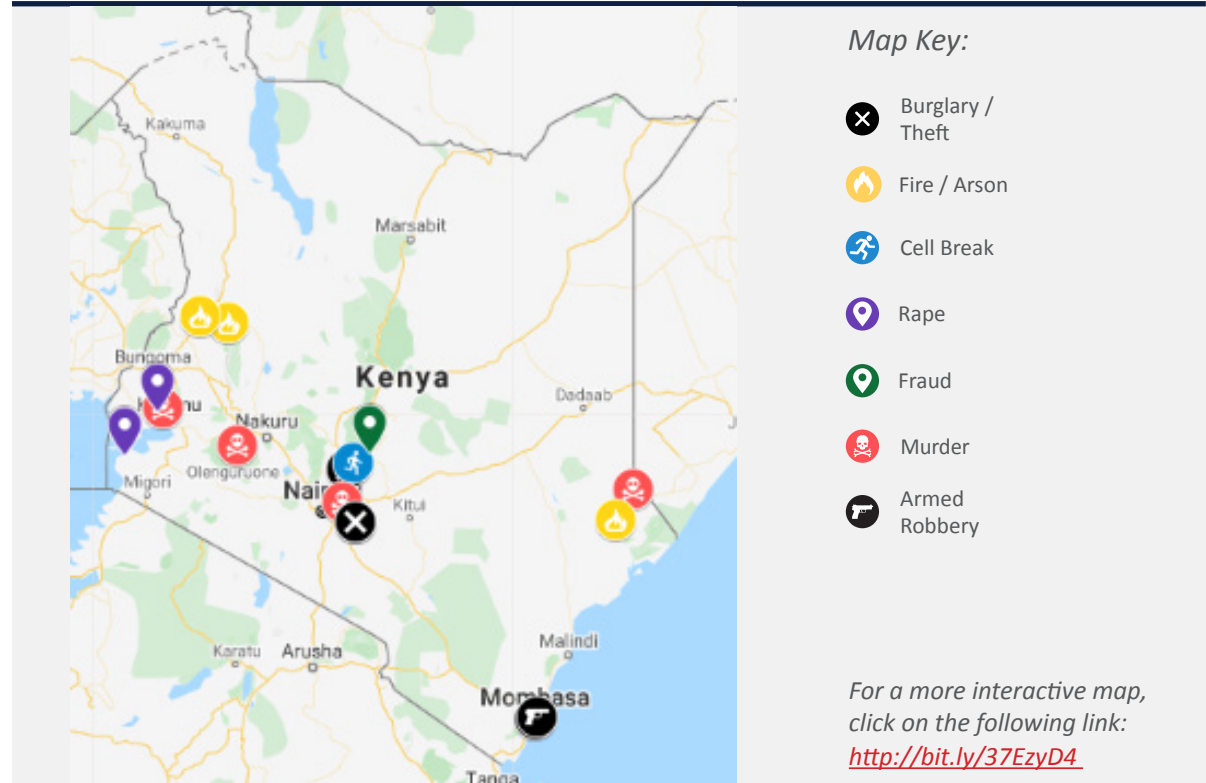 Kakuma
Marsabit
Bungoma
Kenya
Dadaab
Nakuru
Olenguruone
Migori
Kitui
Malindi
Karatu
Arusha
Mombasa
Tanga
Map Key:
Burglary /
Theft
Fire / Arson
Cell Break
Rape
Fraud
Murder
Armed
Robbery
For a more interactive map,
click on the following link:
http://bit.ly/37EzyD4